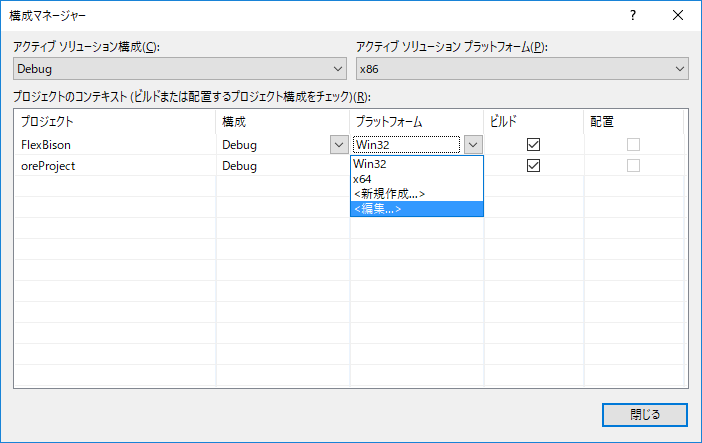 構成マネージャー
?
アクティブ ソリューション構成(C):
アクティブ ソリューション プラットフォーム(P):
Debug
x86
プロジェクトのコンテキスト (ビルドまたは配置するプロジェクト構成をチェック)(R):
プロジェクト 構成 プラットフォーム ビルド 配置
FlexBison Debug Win32
oreProject Debug
Win32
x64
<新規作成...>
<編集...>
閉じる